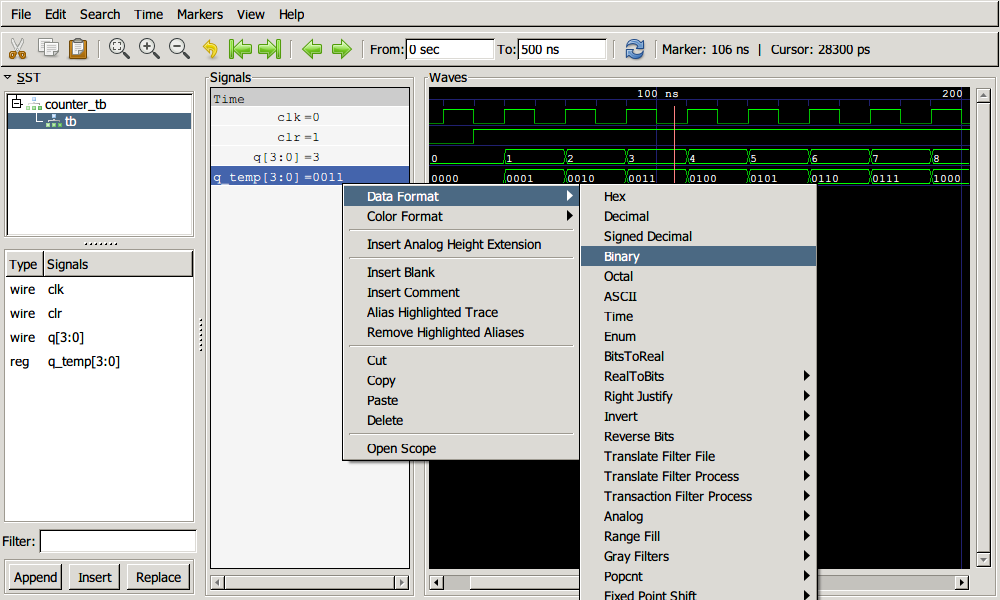 File Edit Search Time Markers View Help
From: 0 sec To: 500 ns Marker: 106 ns | Cursor: 28300 ps
SST
counter_tb
tb
Type Signals
wire clk
wire clr
wire q[3:0]
reg q_temp[3:0]
Filter:
Append Insert Replace
Signals
Time
clk =0
clr =1
q[3:0] =3
q_temp[3:0] =0011
Waves
100 ns 200
0 1 2 3 4 5 6 7 8
0000 0001 0010 0011 0100 0101 0110 0111 1000
Data Format
Color Format
Insert Analog Height Extension
Insert Blank
Insert Comment
Alias Highlighted Trace
Remove Highlighted Aliases
Cut
Copy
Paste
Delete
Open Scope
Hex
Decimal
Signed Decimal
Binary
Octal
ASCII
Time
Enum
BitsToReal
RealToBits
Right Justify
Invert
Reverse Bits
Translate Filter File
Translate Filter Process
Transaction Filter Process
Analog
Range Fill
Gray Filters
Popcnt
Fixed Point Shift